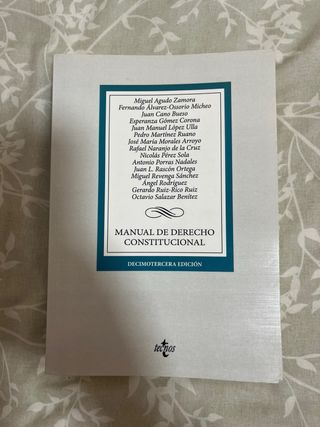 Miguel Agudo Zamora
Fernando Álvarez-Ossorio Micheo
Juan Cano Bueso
Esperanza Gómez Corona
Juan Manuel López Ulla
Pedro Martínez Ruano
José María Morales Arroyo
Rafael Naranjo de la Cruz
Nicolás Pérez Sola
Antonio Porras Nadales
Juan L. Rascón Ortega
Miguel Revenga Sánchez
Ángel Rodríguez
Gerardo Ruiz-Rico Ruiz
Octavio Salazar Benítez
MANUAL DE DERECHO
CONSTITUCIONAL
DECIMOTERCERA EDICIÓN
tecnos